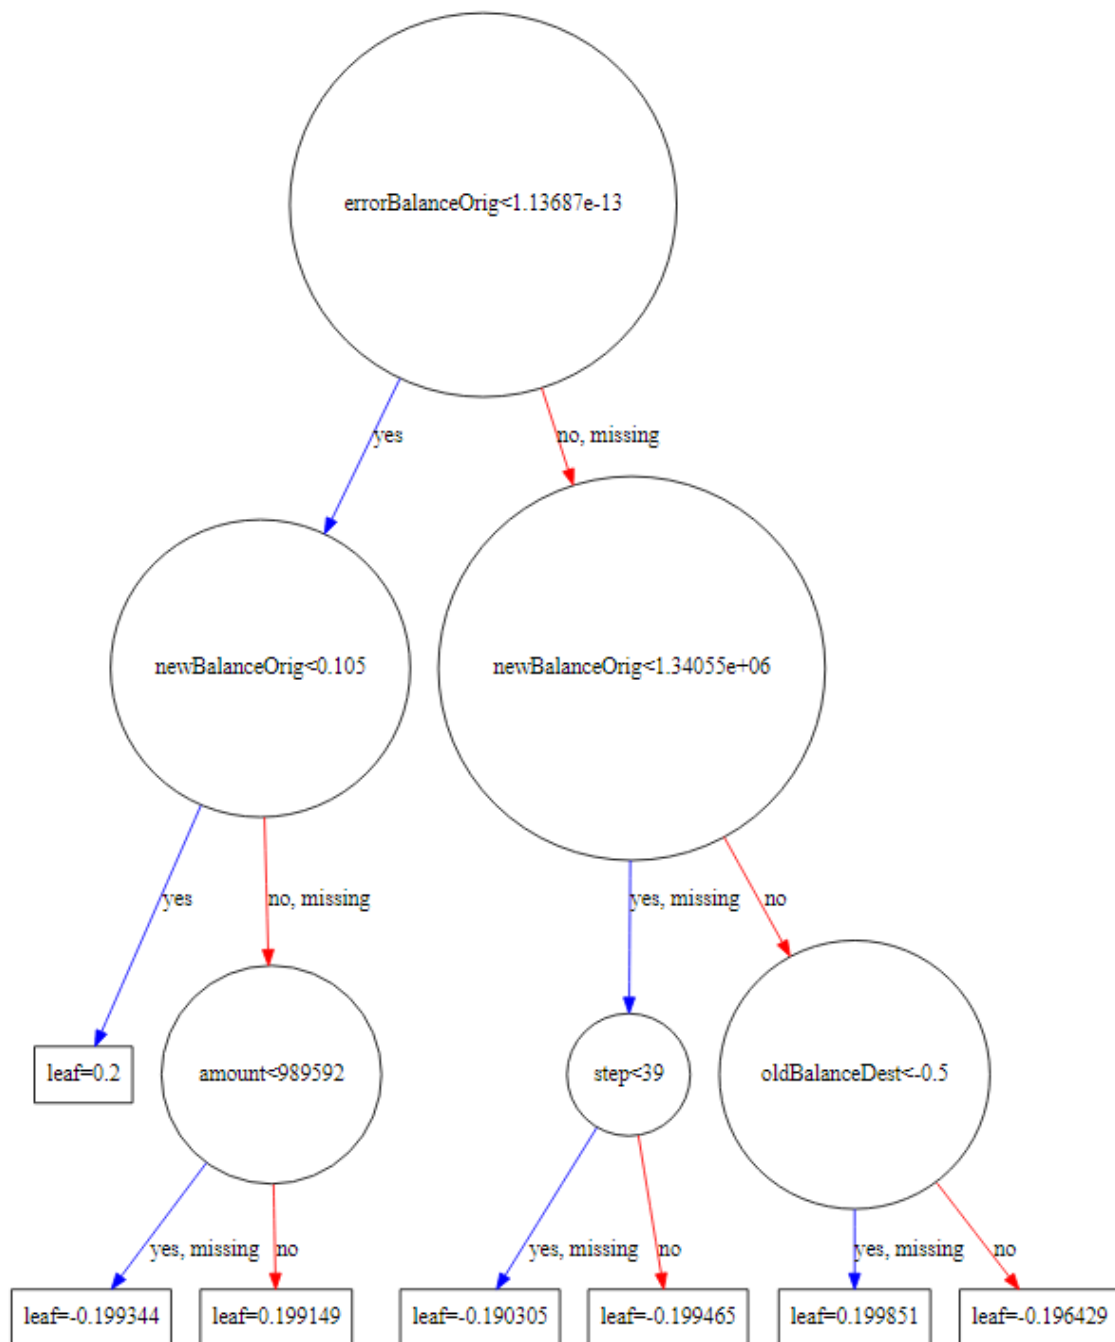 errorBalanceOrig<1.13687e-13
yes
no, missing
newBalanceOrig<0.105
newBalanceOrig<1.34055e+06
yes
no, missing
yes, missing
no
leaf=0.2
amount<989592
step<39
oldBalanceDest<-0.5
yes, missing
no
yes, missing
no
yes, missing
no
leaf=-0.199344
leaf=0.199149
leaf=-0.190305
leaf=-0.199465
leaf=0.199851
leaf=-0.196429